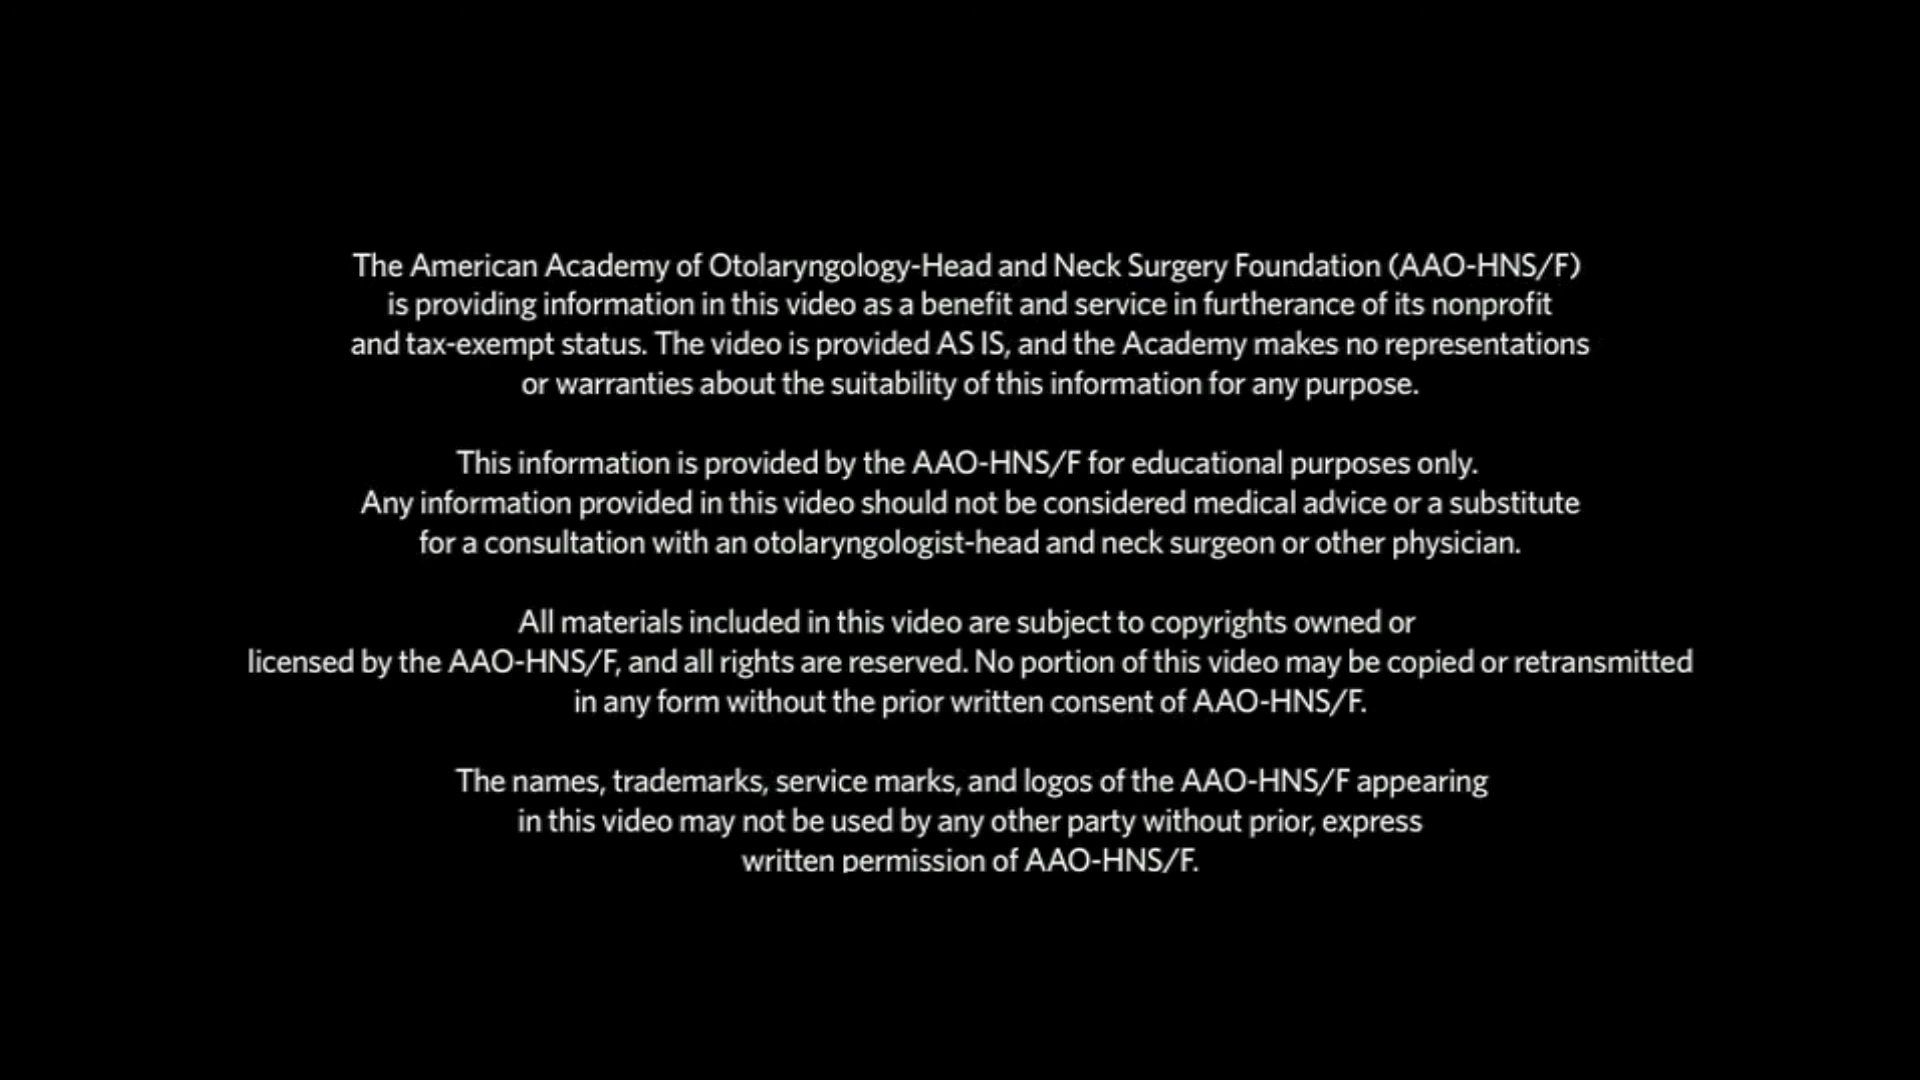 The American Academy of Otolaryngology-Head and Neck Surgery Foundation (AAO-HNS/F)
is providing information in this video as a benefit and service in furtherance of its nonprofit
and tax-exempt status. The video is provided AS IS, and the Academy makes no representations
or warranties about the suitability of this information for any purpose.
This information is provided by the AAO-HNS/F for educational purposes only.
Any information provided in this video should not be considered medical advice or a substitute
for a consultation with an otolaryngologist-head and neck surgeon or other physician.
All materials included in this video are subject to copyrights owned or
licensed by the AAO-HNS/F, and all rights are reserved. No portion of this video may be copied or retransmitted
in any form without the prior written consent of AAO-HNS/F.
The names, trademarks, service marks, and logos of the AAO-HNS/F appearing
in this video may not be used by any other party without prior, express
written permission of AAO-HNS/F.